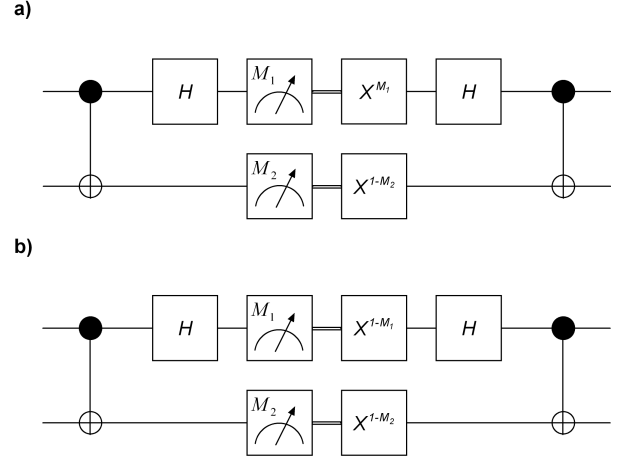 a)
H M₁ X^M₁ H
M₂ X^1-M₂
b)
H M₁ X^1-M₁ H
M₂ X^1-M₂